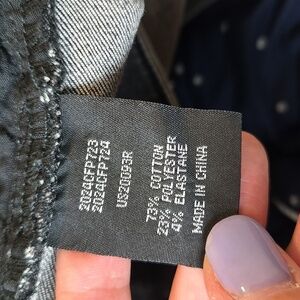 2024CFP723
2024CFP724
US20093R
73% COTTON
23% POLYESTER
4% ELASTANE
MADE IN CHINA